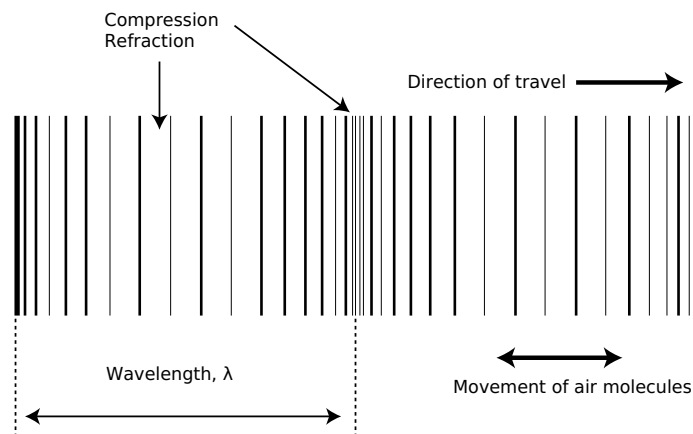 Compression
Refraction
Direction of travel
Wavelength, λ
Movement of air molecules